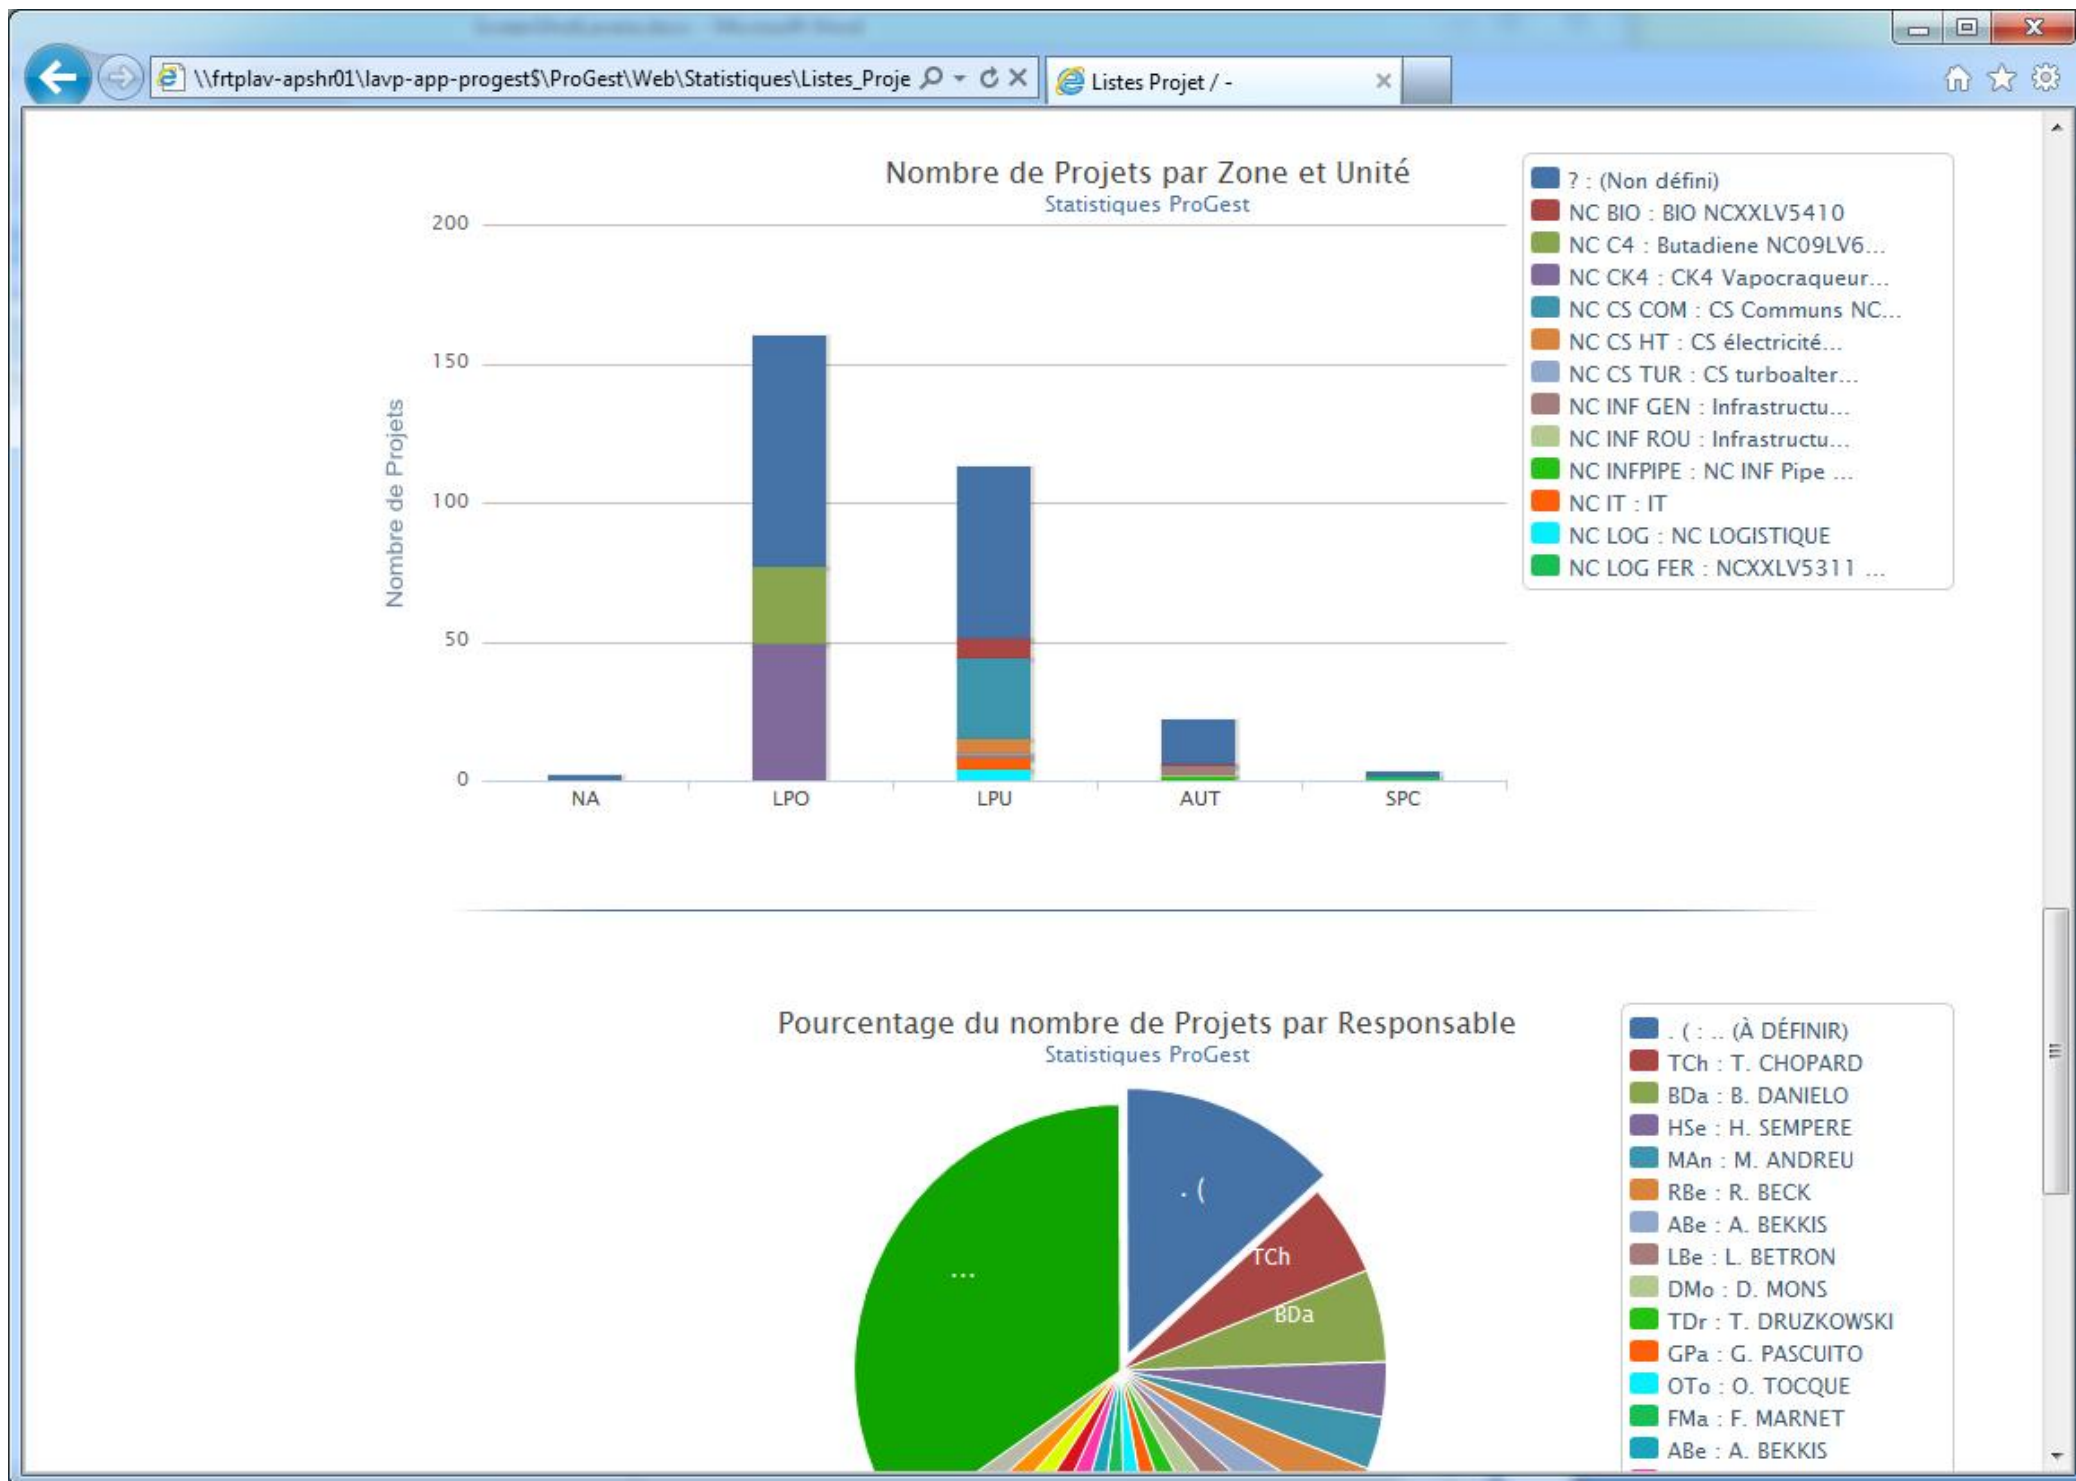 \\frtplav-apshr01\lavp-app-progest$\ProGest\Web\Statistiques\Listes_Proje
Listes Projet / -
Nombre de Projets par Zone et Unité
Statistiques ProGest
Nombre de Projets
200
150
100
50
0
NA
LPO
LPU
AUT
SPC
? : (Non défini)
NC BIO : BIO NCXXLV5410
NC C4 : Butadiene NC09LV6...
NC CK4 : CK4 Vapocraqueur...
NC CS COM : CS Communs NC...
NC CS HT : CS électricité...
NC CS TUR : CS turboalter...
NC INF GEN : Infrastructu...
NC INF ROU : Infrastructu...
NC INFPIPE : NC INF Pipe ...
NC IT : IT
NC LOG : NC LOGISTIQUE
NC LOG FER : NCXXLV5311 ...
Pourcentage du nombre de Projets par Responsable
Statistiques ProGest
. (
TCh
BDa
...
. ( : .. (À DÉFINIR)
TCh : T. CHOPARD
BDa : B. DANIELO
HSe : H. SEMPERE
MAn : M. ANDREU
RBe : R. BECK
ABe : A. BEKKIS
LBe : L. BETRON
DMo : D. MONS
TDr : T. DRUZKOWSKI
GPa : G. PASCUITO
OTo : O. TOCQUE
FMa : F. MARNET
ABe : A. BEKKIS